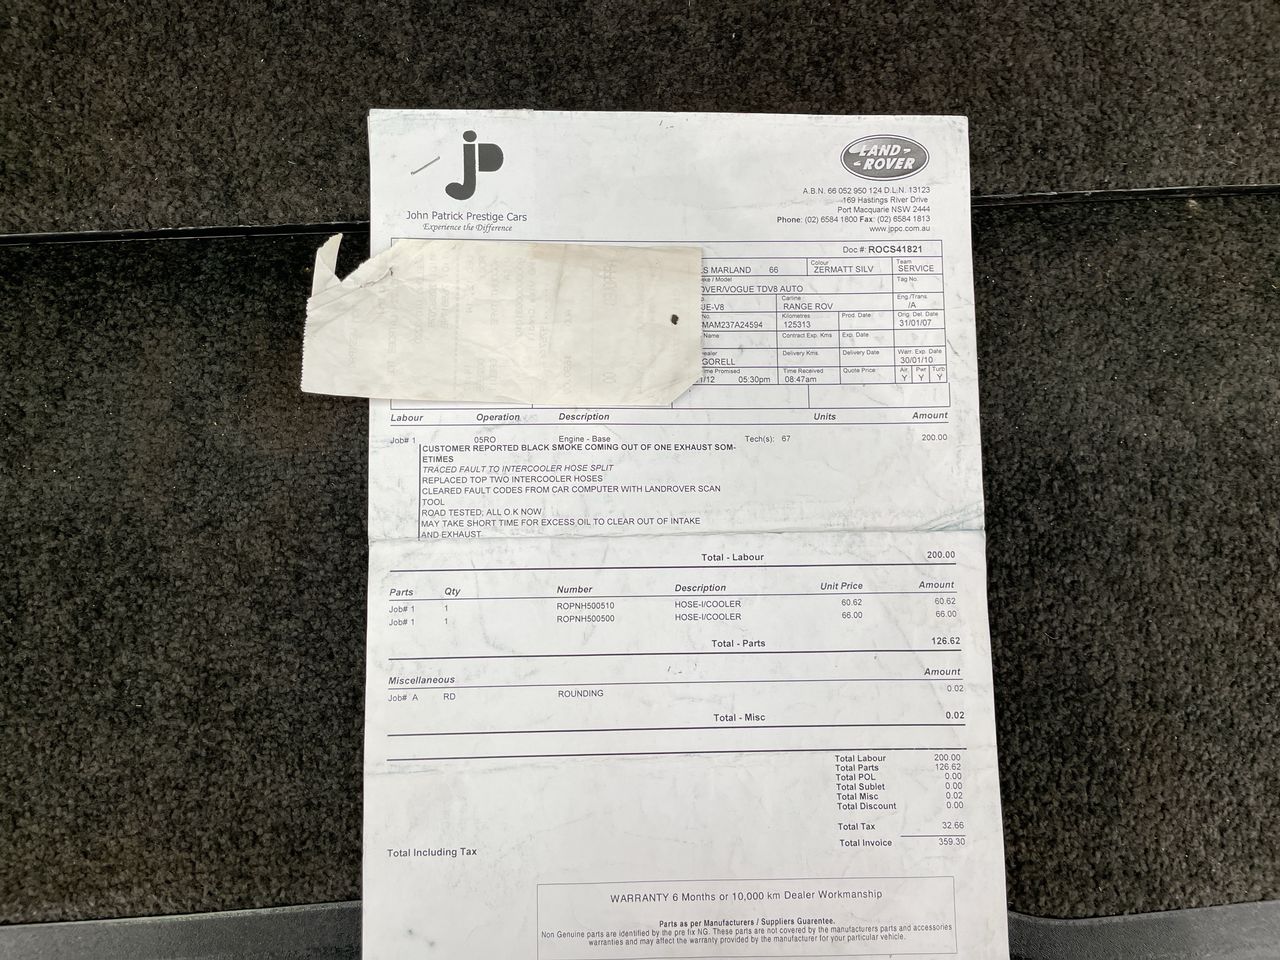 jp
LAND-
-ROVER
John Patrick Prestige Cars
Experience the Difference
A.B.N. 66 052 950 124 D.L.N. 13123
169 Hastings River Drive
Port Macquarie NSW 2444
Phone: (02) 6584 1800 Fax: (02) 6584 1813
www.jppc.com.au
Doc #: ROCS41821
MARLAND 66
Colour
ZERMATT SILV
Team
SERVICE
Model
OVER/VOGUE TDV8 AUTO
Tag No.
UE-V8
Carline
RANGE ROV
Eng./Trans.
/A
No.
MAM237A24594
Kilometres
125313
Prod. Date
Orig. Del. Date
31/01/07
Name
Contract Exp. Kms
Exp. Date
GORELL
Delivery Kms.
Delivery Date
Warr. Exp. Date
30/01/10
Promised
1/12 05:30pm
Time Received
08:47am
Quote Price
Air. Pwr Turb
Y Y Y
Labour Operation Description Units Amount
Job# 1 05RO Engine - Base Tech(s): 67 200.00
CUSTOMER REPORTED BLACK SMOKE COMING OUT OF ONE EXHAUST SOM-
ETIMES
TRACED FAULT TO INTERCOOLER HOSE SPLIT
REPLACED TOP TWO INTERCOOLER HOSES
CLEARED FAULT CODES FROM CAR COMPUTER WITH LANDROVER SCAN
TOOL
ROAD TESTED; ALL O.K NOW
MAY TAKE SHORT TIME FOR EXCESS OIL TO CLEAR OUT OF INTAKE
AND EXHAUST
Total - Labour 200.00
Parts Qty Number Description Unit Price Amount
Job# 1 1 ROPNH500510 HOSE-I/COOLER 60.62 60.62
Job# 1 1 ROPNH500500 HOSE-I/COOLER 66.00 66.00
Total - Parts 126.62
Miscellaneous Amount
Job# A RD ROUNDING 0.02
Total - Misc 0.02
Total Labour 200.00
Total Parts 126.62
Total POL 0.00
Total Sublet 0.00
Total Misc 0.02
Total Discount 0.00
Total Tax 32.66
Total Invoice 359.30
Total Including Tax
WARRANTY 6 Months or 10,000 km Dealer Workmanship
Parts as per Manufacturers / Suppliers Guarantee.
Non Genuine parts are identified by the pre fix NG. These parts are not covered by the manufacturers parts and accessories
warranties and may affect the warranty provided by the manufacturer for your particular vehicle.